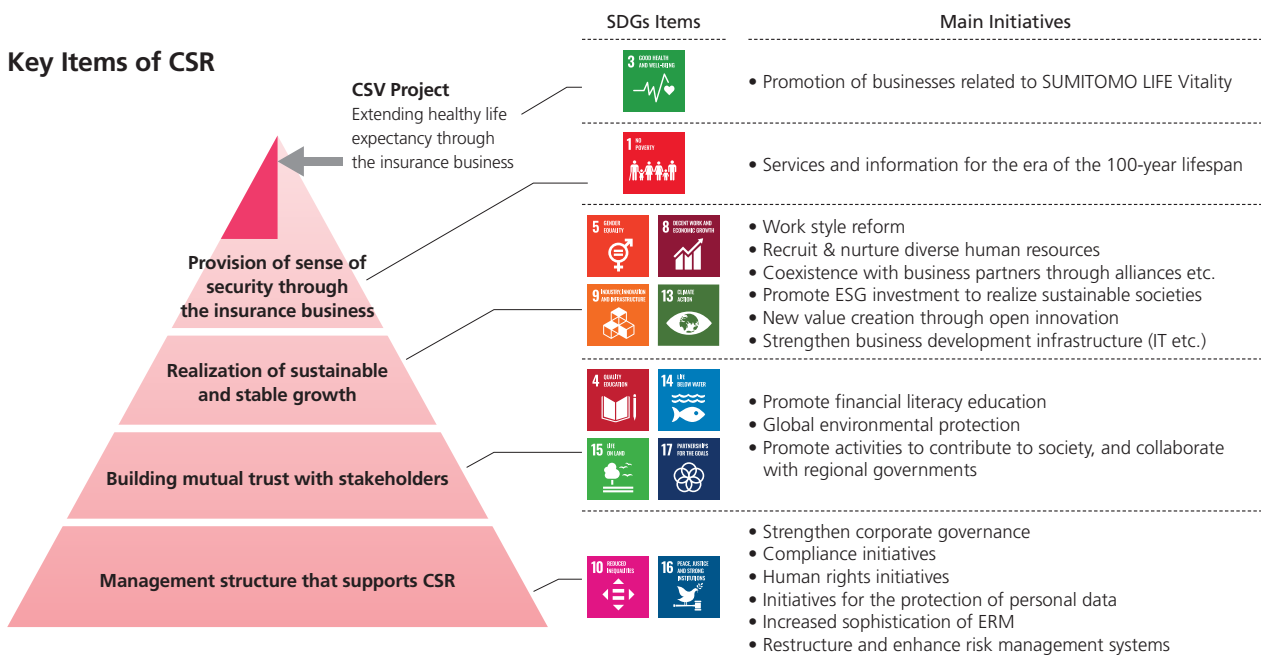 Key Items of CSR
CSV Project
Extending healthy life
expectancy through
the insurance business
Provision of sense of
security through
the insurance business
Realization of sustainable
and stable growth
Building mutual trust with stakeholders
Management structure that supports CSR
SDGs Items
Main Initiatives
3 GOOD HEALTH
AND WELL-BEING
• Promotion of businesses related to SUMITOMO LIFE Vitality
1 NO
POVERTY
• Services and information for the era of the 100-year lifespan
5 GENDER
EQUALITY
8 DECENT WORK AND
ECONOMIC GROWTH
9 INDUSTRY, INNOVATION
AND INFRASTRUCTURE
13 CLIMATE
ACTION
• Work style reform
• Recruit & nurture diverse human resources
• Coexistence with business partners through alliances etc.
• Promote ESG investment to realize sustainable societies
• New value creation through open innovation
• Strengthen business development infrastructure (IT etc.)
4 QUALITY
EDUCATION
14 LIFE
BELOW WATER
15 LIFE
ON LAND
17 PARTNERSHIPS
FOR THE GOALS
• Promote financial literacy education
• Global environmental protection
• Promote activities to contribute to society, and collaborate
with regional governments
10 REDUCED
INEQUALITIES
16 PEACE, JUSTICE
AND STRONG
INSTITUTIONS
• Strengthen corporate governance
• Compliance initiatives
• Human rights initiatives
• Initiatives for the protection of personal data
• Increased sophistication of ERM
• Restructure and enhance risk management systems